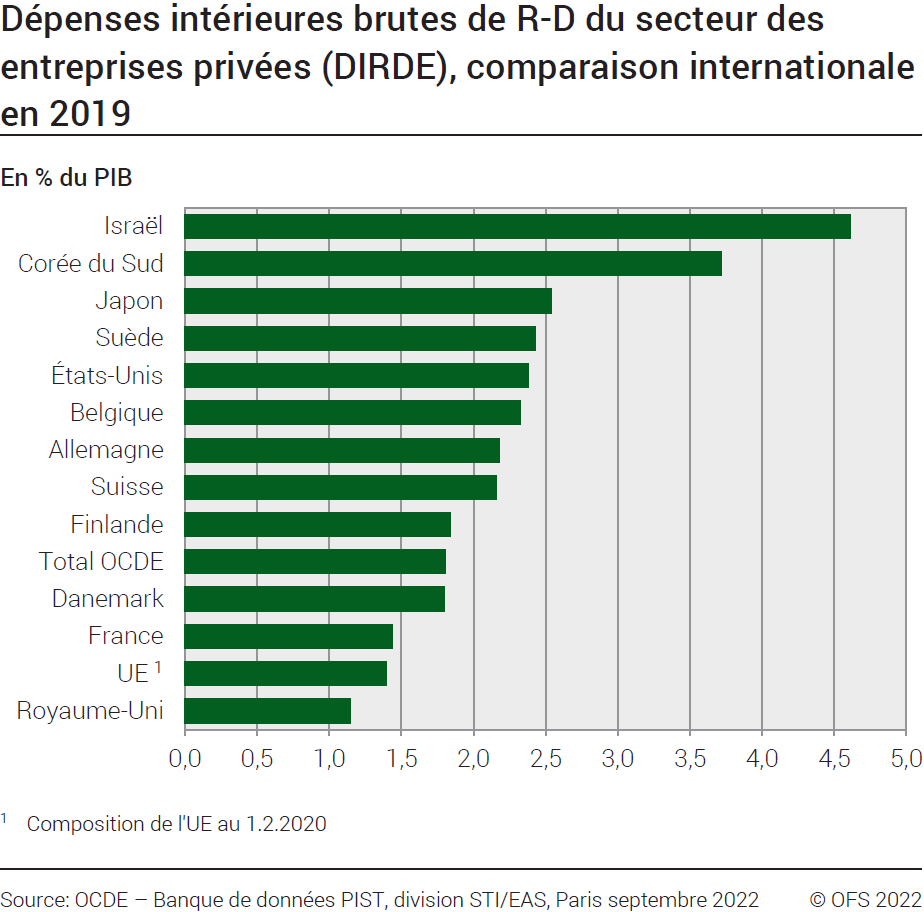 Dépenses intérieures brutes de R-D du secteur des
entreprises privées (DIRDE), comparaison internationale
en 2019
En % du PIB
Israël
Corée du Sud
Japon
Suède
États-Unis
Belgique
Allemagne
Suisse
Finlande
Total OCDE
Danemark
France
UE ¹
Royaume-Uni
0,0 0,5 1,0 1,5 2,0 2,5 3,0 3,5 4,0 4,5 5,0
¹ Composition de l'UE au 1.2.2020
Source: OCDE – Banque de données PIST, division STI/EAS, Paris septembre 2022 © OFS 2022